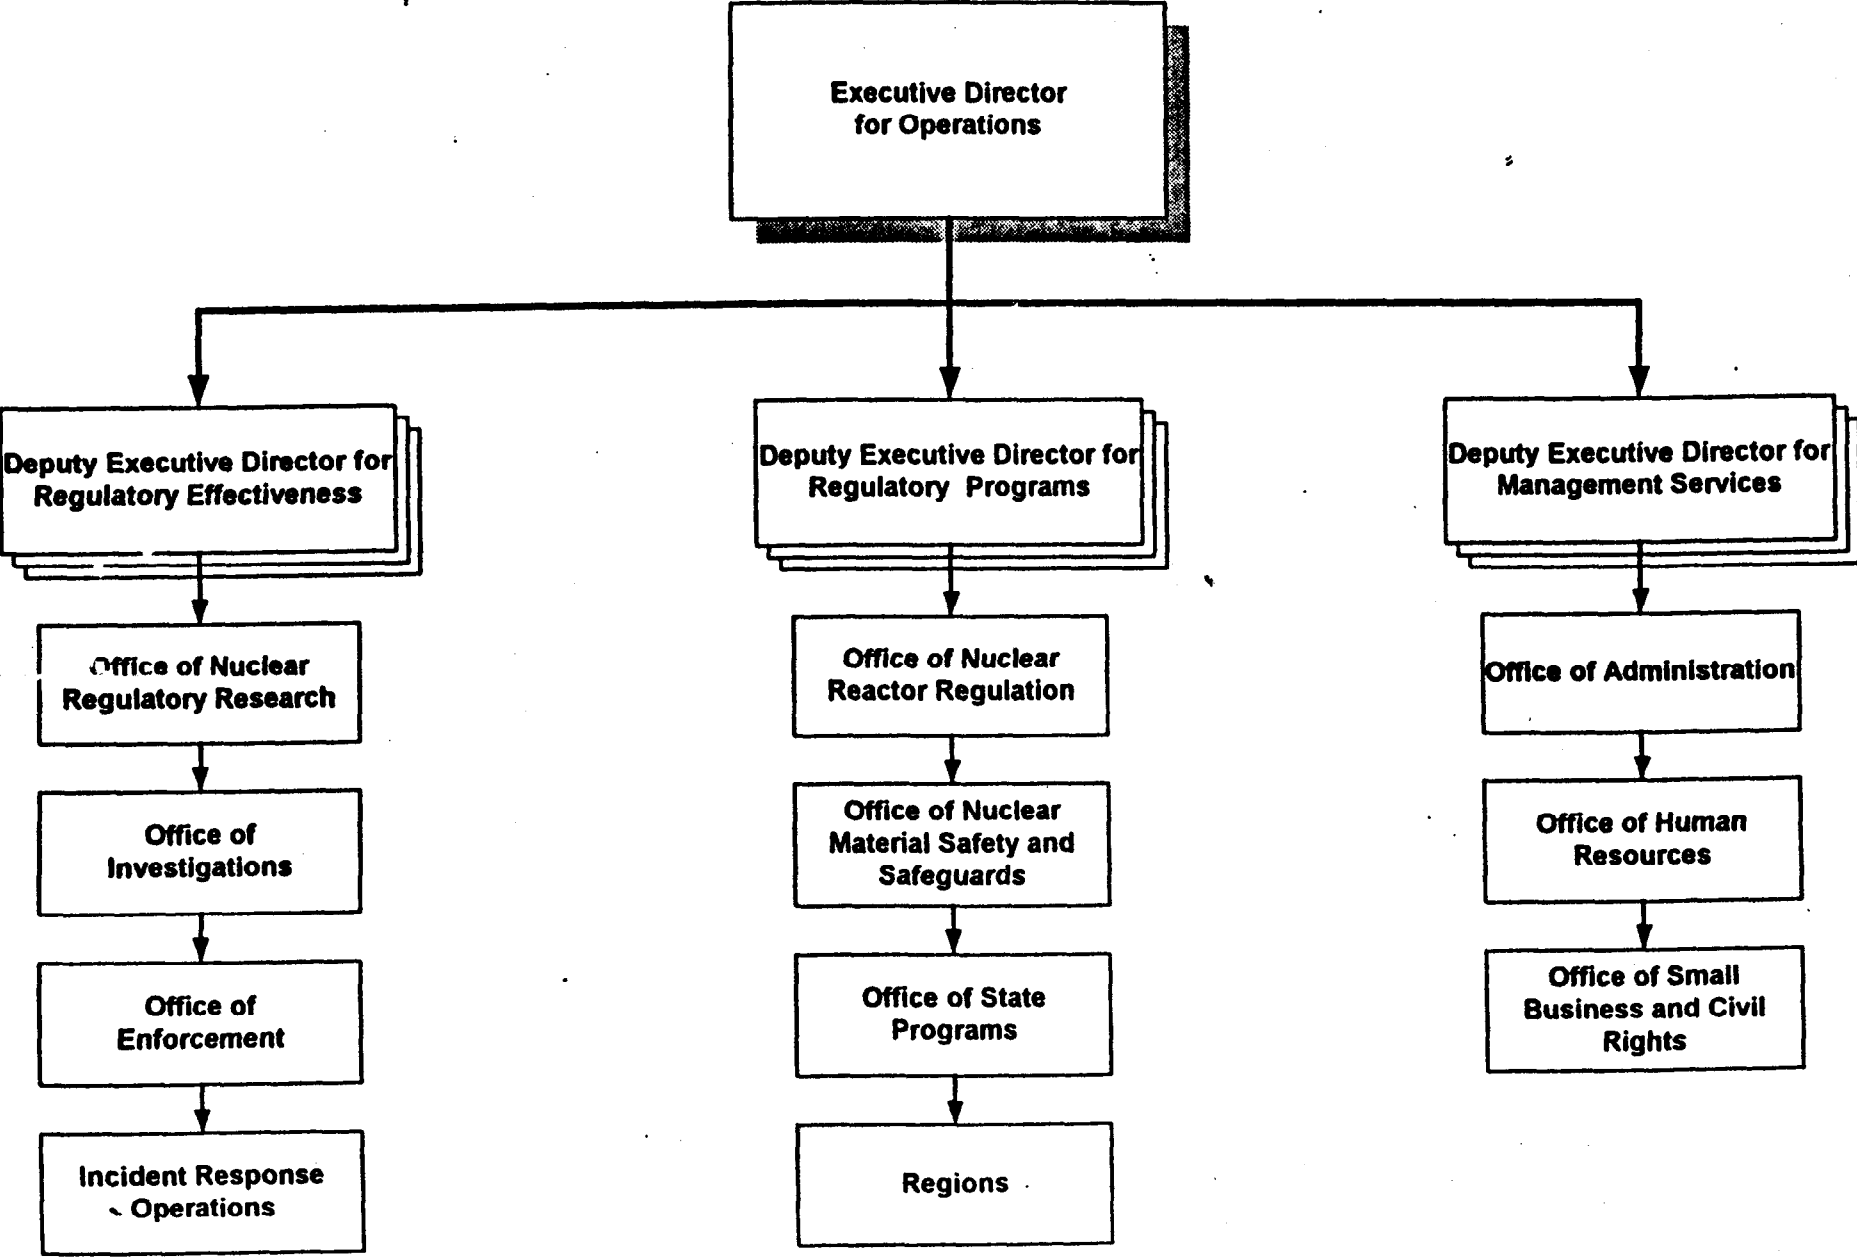 Executive Director
for Operations
Deputy Executive Director for
Regulatory Effectiveness
Deputy Executive Director for
Regulatory Programs
Deputy Executive Director for
Management Services
Office of Nuclear
Regulatory Research
Office of Nuclear
Reactor Regulation
Office of Administration
Office of
Investigations
Office of Nuclear
Material Safety and
Safeguards
Office of Human
Resources
Office of
Enforcement
Office of State
Programs
Office of Small
Business and Civil
Rights
Incident Response
Operations
Regions